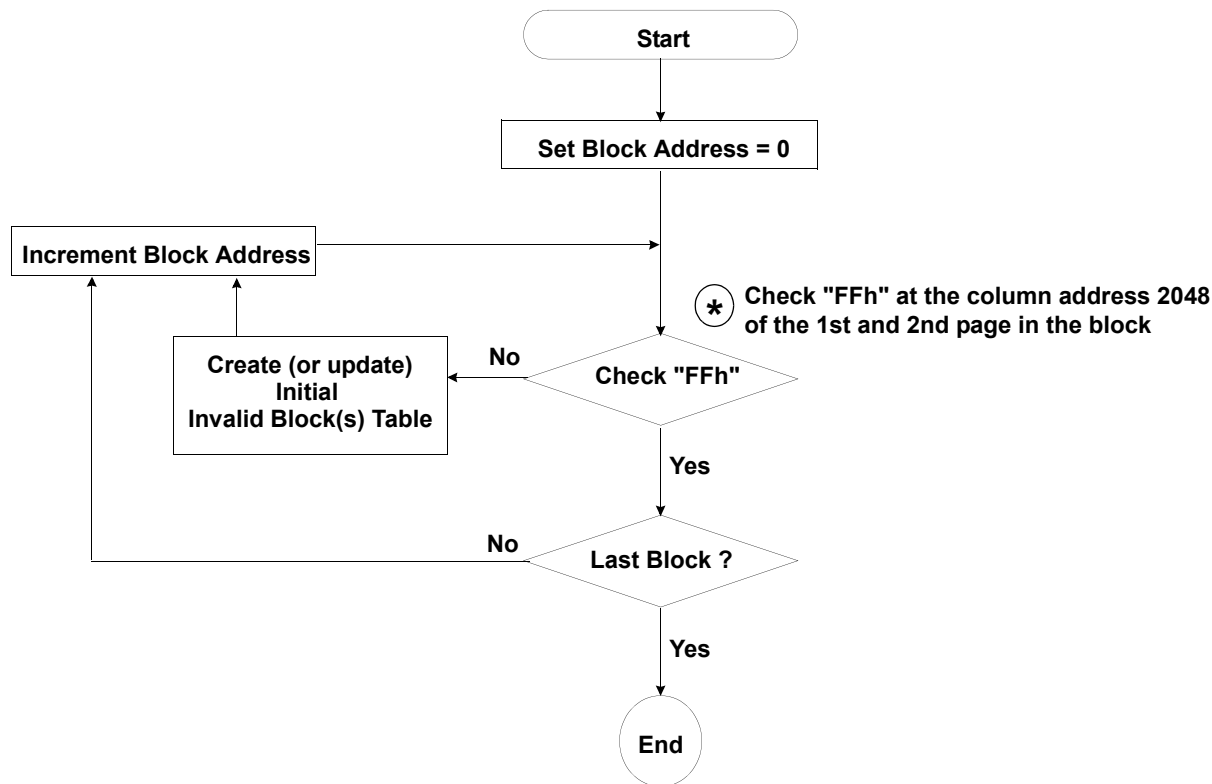 Start
Set Block Address = 0
Increment Block Address
* Check "FFh" at the column address 2048
of the 1st and 2nd page in the block
No
Create (or update)
Initial
Invalid Block(s) Table
Check "FFh"
Yes
No
Last Block ?
Yes
End